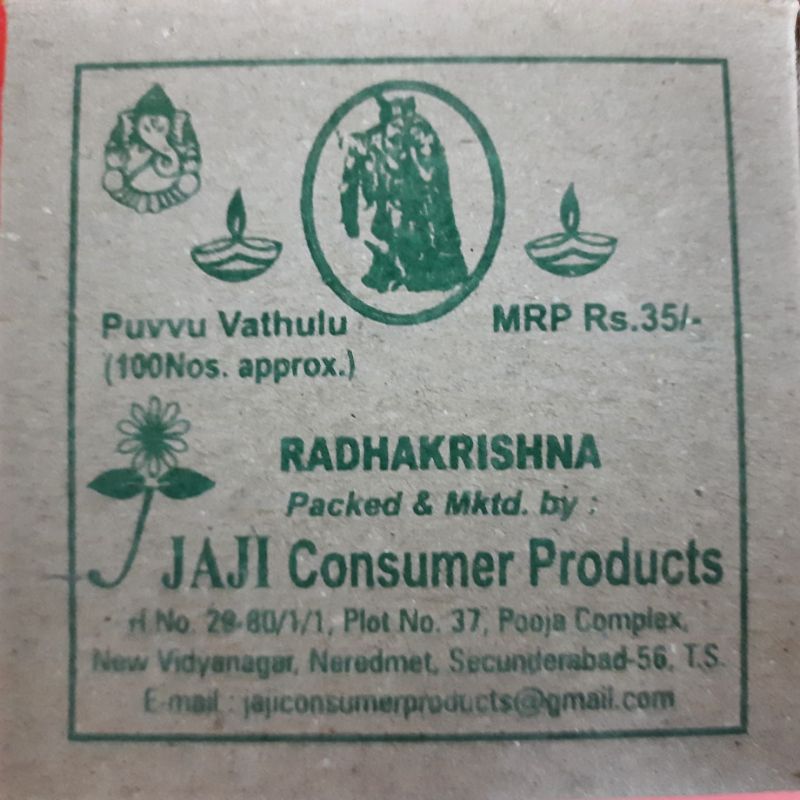 Puvvu Vathulu
MRP Rs.35/-
(100Nos. approx.)
RADHAKRISHNA
Packed & Mktd. by :
JAJI Consumer Products
H No. 29-80/1/1, Plot No. 37, Pooja Complex,
New Vidyanagar, Neredmet, Secunderabad-56, T.S.
E-mail : jajiconsumerproducts@gmail.com